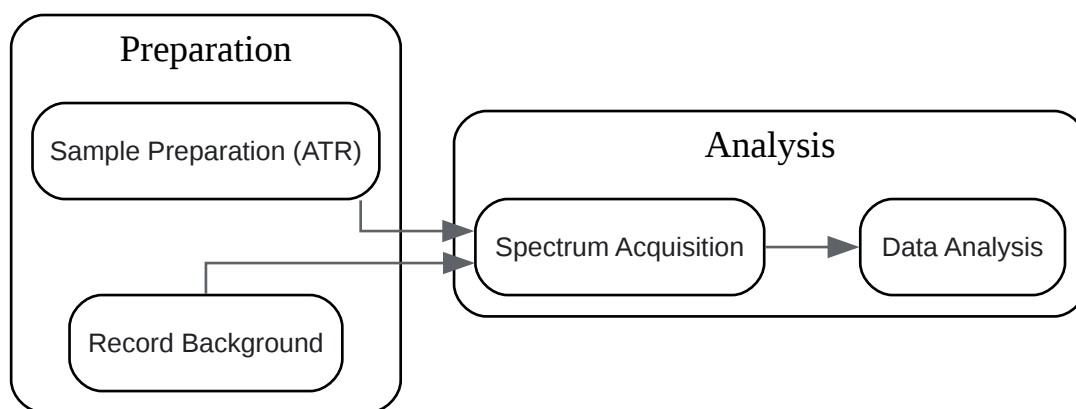 Preparation
Sample Preparation (ATR)
Record Background
Analysis
Spectrum Acquisition
Data Analysis